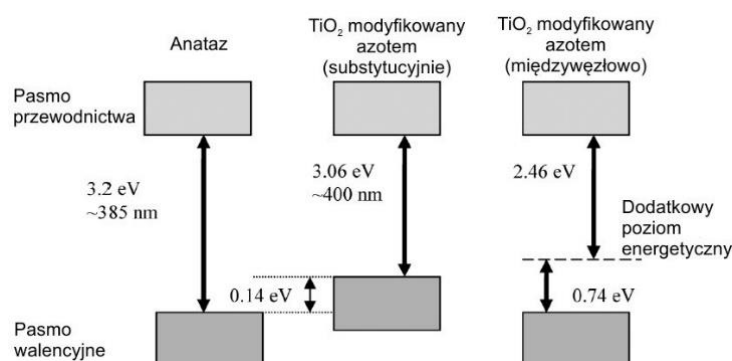 Anataz
TiO₂ modyfikowany
azotem
(substytucyjnie)
TiO₂ modyfikowany
azotem
(międzywęzłowo)
Pasmo
przewodnictwa
3.2 eV
~385 nm
3.06 eV
~400 nm
2.46 eV
Dodatkowy
poziom
energetyczny
0.14 eV
0.74 eV
Pasmo
walencyjne